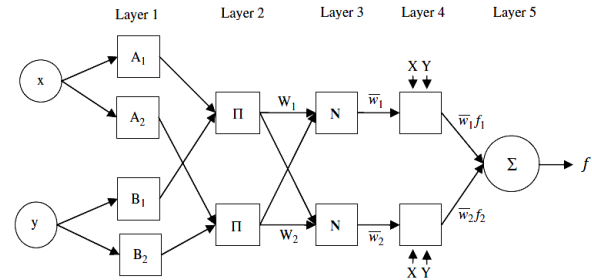 Layer 1 Layer 2 Layer 3 Layer 4 Layer 5
x
A₁
A₂
X Y
Π W₁ N w̅₁
w̅₁f₁
Σ f
y
B₁
B₂
Π W₂ N w̅₂
w̅₂f₂
X Y